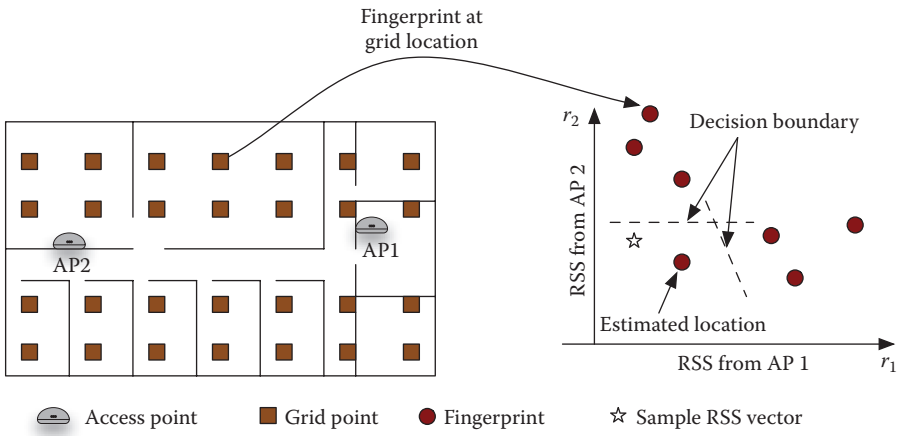 Fingerprint at
grid location
r2
Decision boundary
RSS from AP 2
AP1
AP2
Estimated location
RSS from AP 1
r1
Access point
Grid point
Fingerprint
Sample RSS vector